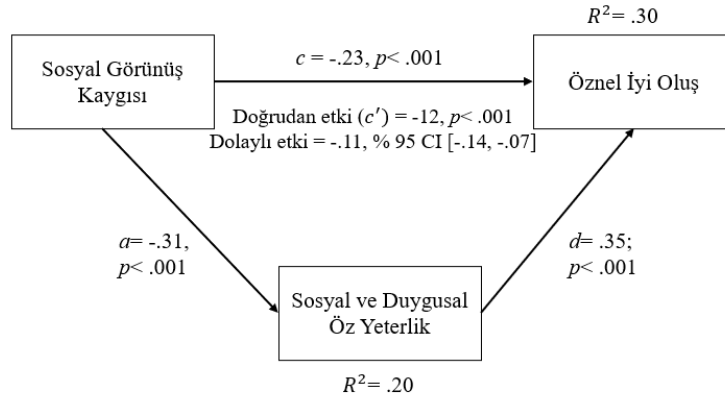 R²= .30
Sosyal Görünüş
Kaygısı
c = -.23, p< .001
Öznel İyi Oluş
Doğrudan etki (c′) = -12, p< .001
Dolaylı etki = -.11, % 95 CI [-.14, -.07]
a= -.31,
p< .001
d= .35;
p< .001
Sosyal ve Duygusal
Öz Yeterlik
R²= .20